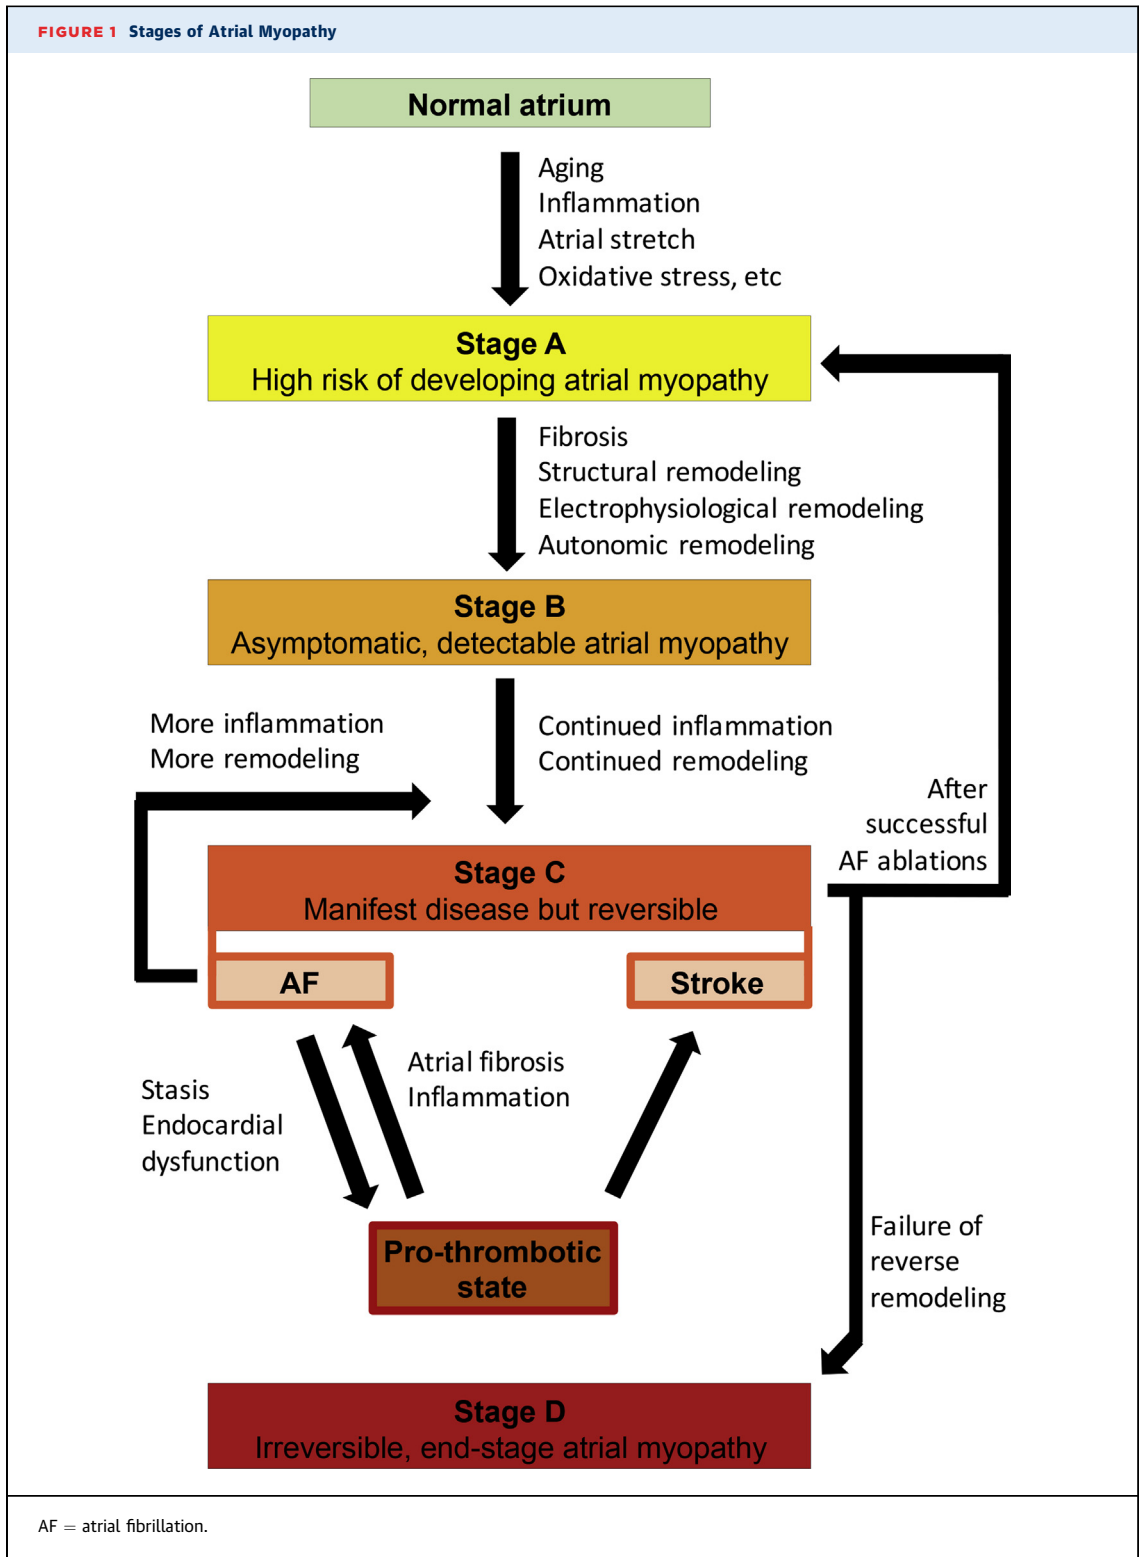 FIGURE 1 Stages of Atrial Myopathy
Normal atrium
Aging
Inflammation
Atrial stretch
Oxidative stress, etc
Stage A
High risk of developing atrial myopathy
Fibrosis
Structural remodeling
Electrophysiological remodeling
Autonomic remodeling
Stage B
Asymptomatic, detectable atrial myopathy
More inflammation
More remodeling
Continued inflammation
Continued remodeling
After
successful
AF ablations
Stage C
Manifest disease but reversible
AF
Stroke
Stasis
Endocardial
dysfunction
Atrial fibrosis
Inflammation
Pro-thrombotic
state
Failure of
reverse
remodeling
Stage D
Irreversible, end-stage atrial myopathy
AF = atrial fibrillation.